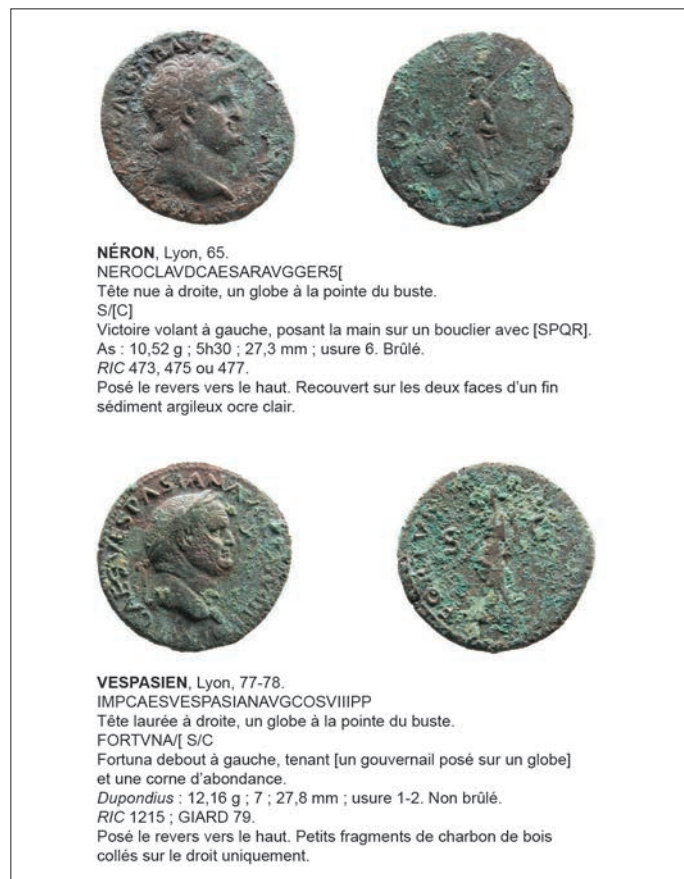 NÉRON, Lyon, 65.
NEROCLAVDCAESARAVGGER5[
Tête nue à droite, un globe à la pointe du buste.
S/[C]
Victoire volant à gauche, posant la main sur un bouclier avec [SPQR].
As : 10,52 g ; 5h30 ; 27,3 mm ; usure 6. Brûlé.
RIC 473, 475 ou 477.
Posé le revers vers le haut. Recouvert sur les deux faces d'un fin
sédiment argileux ocre clair.
CAESVESPASIANA
S C
VESPASIEN, Lyon, 77-78.
IMPCAESVESPASIANAVGCOSVIIIPP
Tête laurée à droite, un globe à la pointe du buste.
FORTVNA/[ S/C
Fortuna debout à gauche, tenant [un gouvernail posé sur un globe]
et une corne d'abondance.
Dupondius : 12,16 g ; 7 ; 27,8 mm ; usure 1-2. Non brûlé.
RIC 1215 ; GIARD 79.
Posé le revers vers le haut. Petits fragments de charbon de bois
collés sur le droit uniquement.